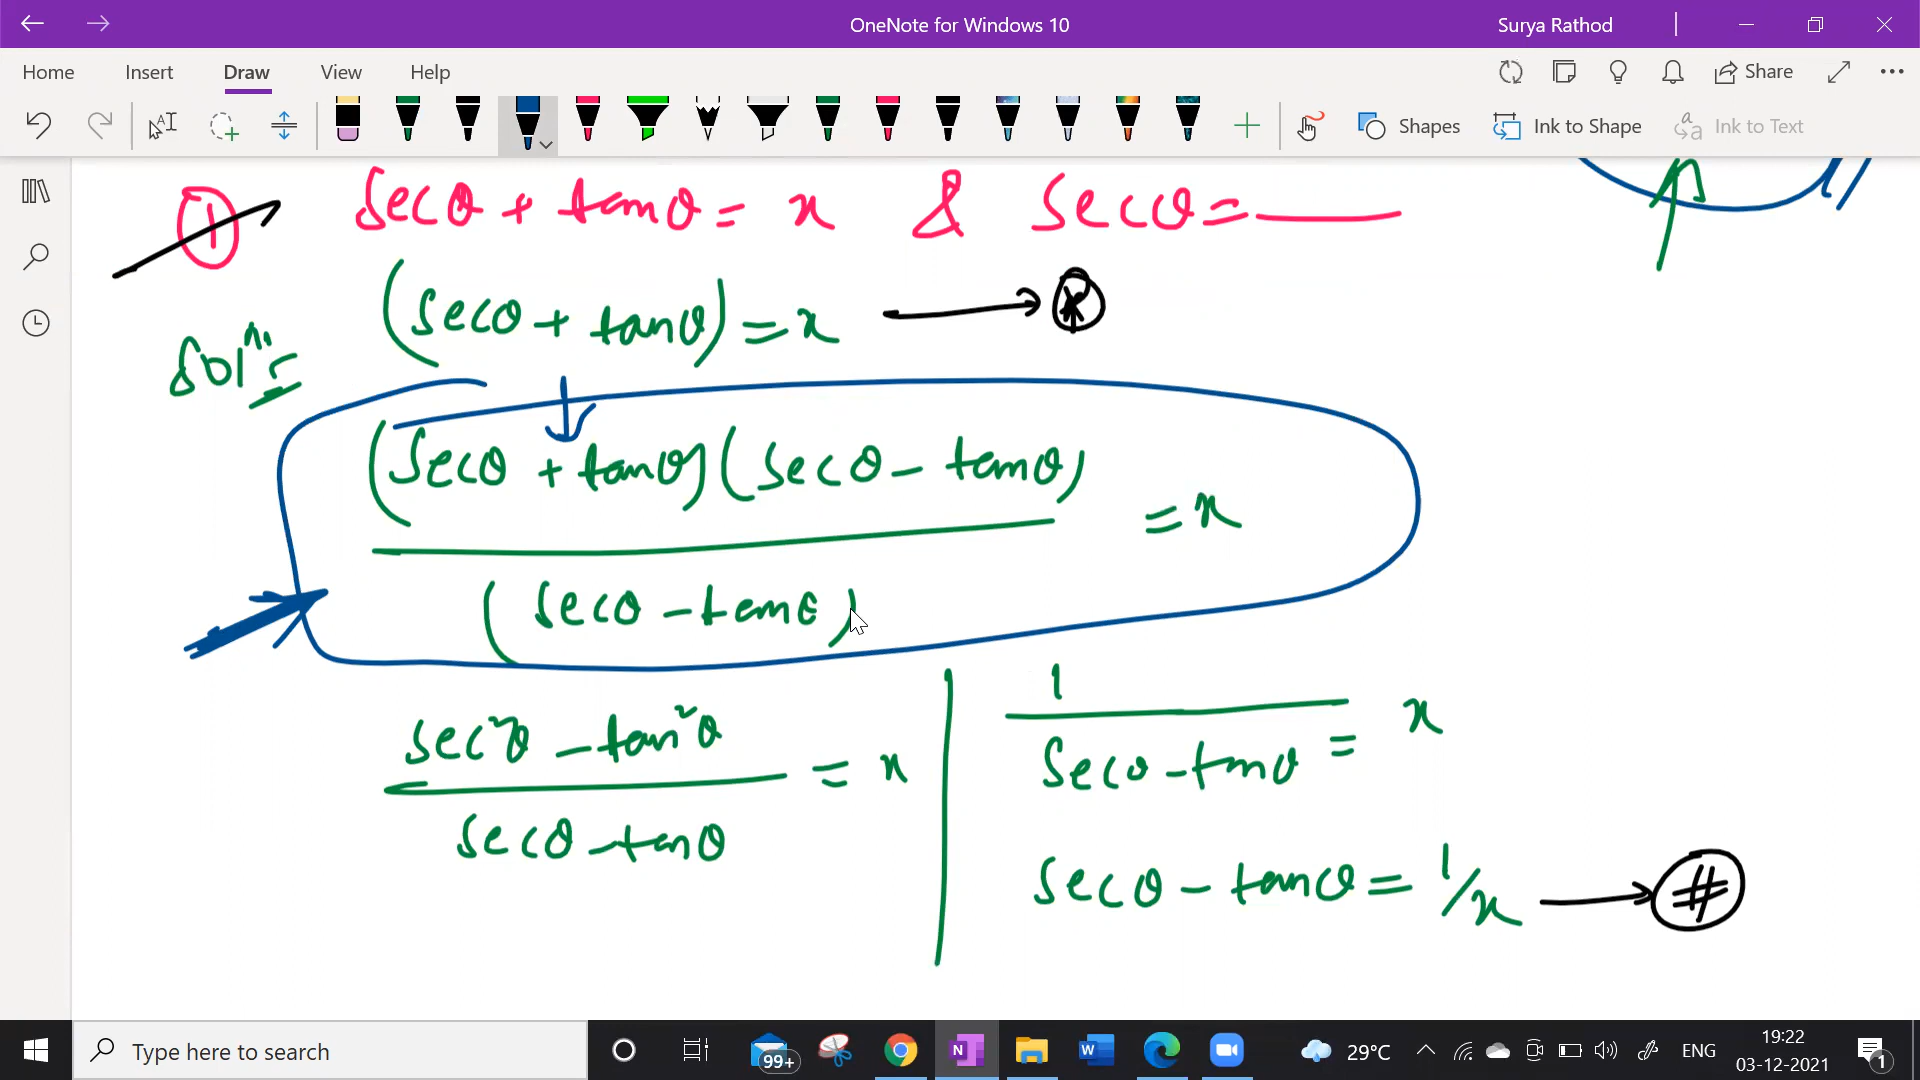 OneNote for Windows 10
Surya Rathod
Home Insert Draw View Help
Share
Shapes Ink to Shape Ink to Text
① secθ + tanθ = x & secθ = ____
solⁿ:
(secθ + tanθ) = x → ⊛
(secθ + tanθ)(secθ - tanθ)
= x
(secθ - tanθ)
sec²θ - tan²θ
= x
secθ - tanθ
1
= x
secθ - tanθ
secθ - tanθ = 1/x → #
Type here to search
99+
29°C
ENG
19:22
03-12-2021
1